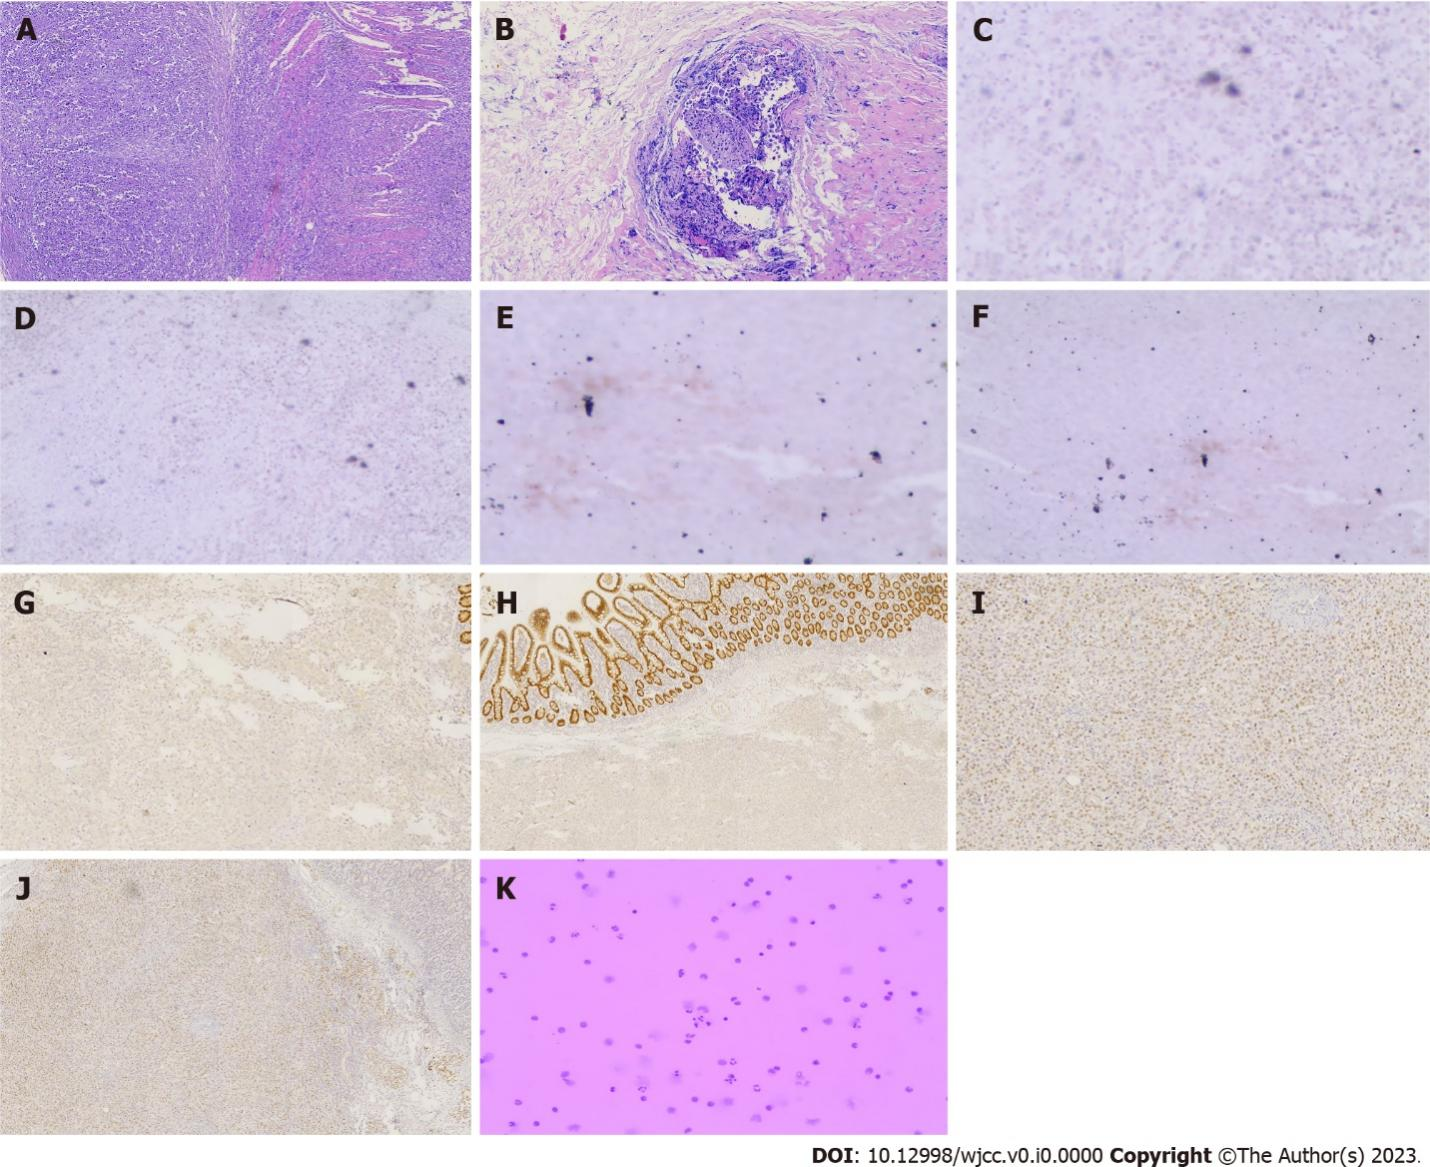 A
B
C
D
E
F
G
H
I
J
K
DOI: 10.12998/wjcc.v0.i0.0000 Copyright ©The Author(s) 2023.